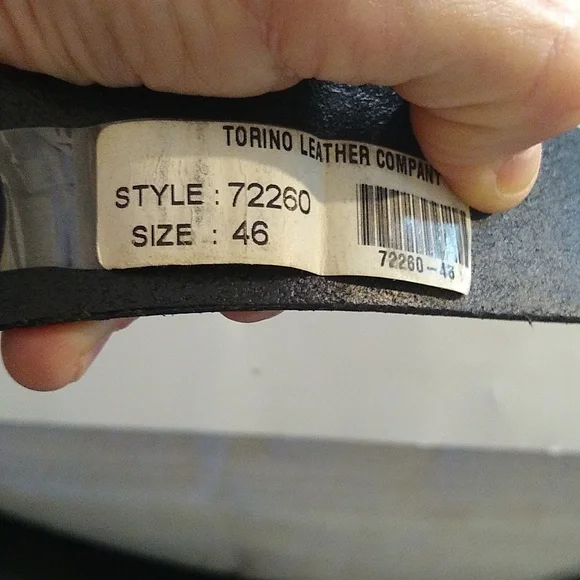 TORINO LEATHER COMPANY
STYLE : 72260
SIZE : 46
72260-46